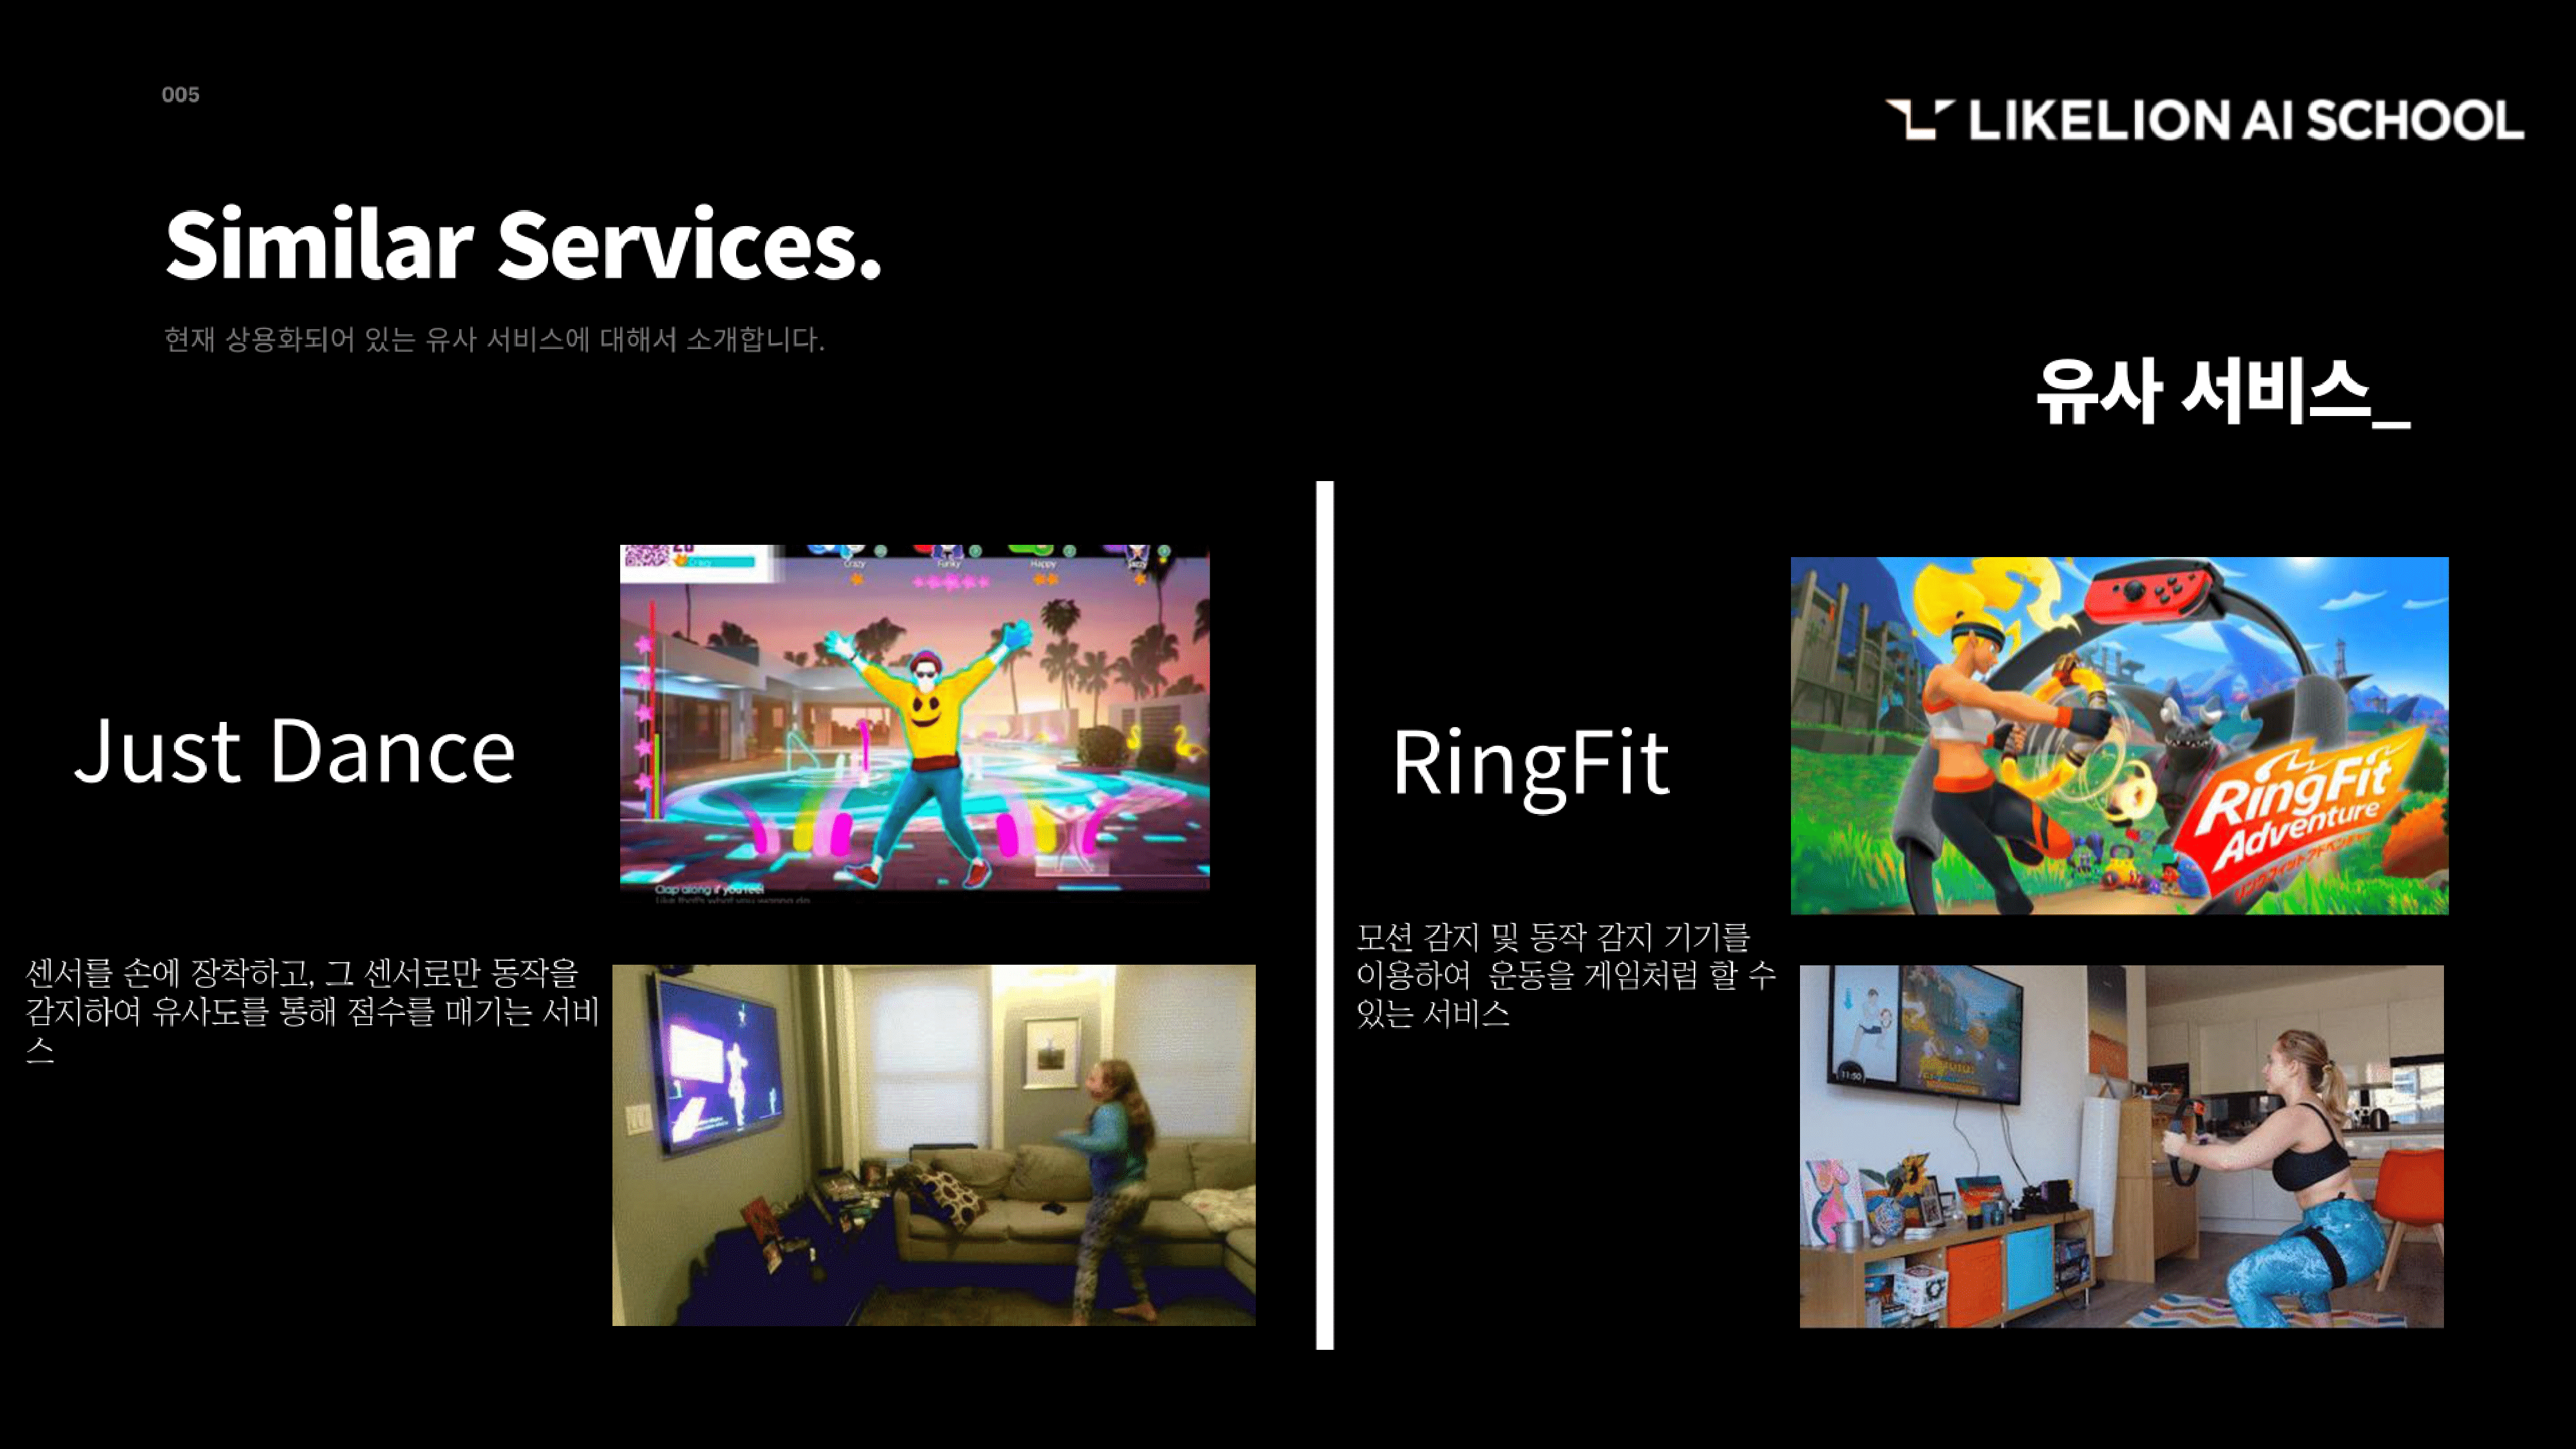 005
LIKELION AI SCHOOL
Similar Services.
현재 상용화되어 있는 유사 서비스에 대해서 소개합니다.
유사 서비스_
Just Dance
센서를 손에 장착하고, 그 센서로만 동작을
감지하여 유사도를 통해 점수를 매기는 서비
스
Crazy
Funky
Happy
Jazzy
Clap along if you feel
Like that's what you wanna do
RingFit
모션 감지 및 동작 감지 기기를
이용하여 운동을 게임처럼 할 수
있는 서비스
RingFit
Adventure
リングフィットアドベンチャー
11:50